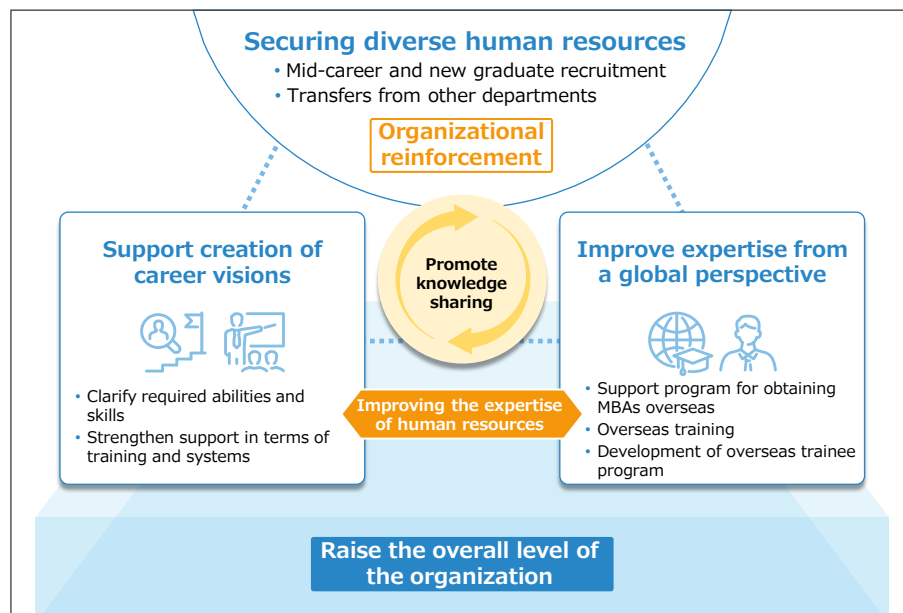 Securing diverse human resources
• Mid-career and new graduate recruitment
• Transfers from other departments
Organizational
reinforcement
Support creation of
career visions
• Clarify required abilities and
skills
• Strengthen support in terms of
training and systems
Promote
knowledge
sharing
Improving the expertise
of human resources
Improve expertise from
a global perspective
• Support program for obtaining
MBAs overseas
• Overseas training
• Development of overseas trainee
program
Raise the overall level of
the organization